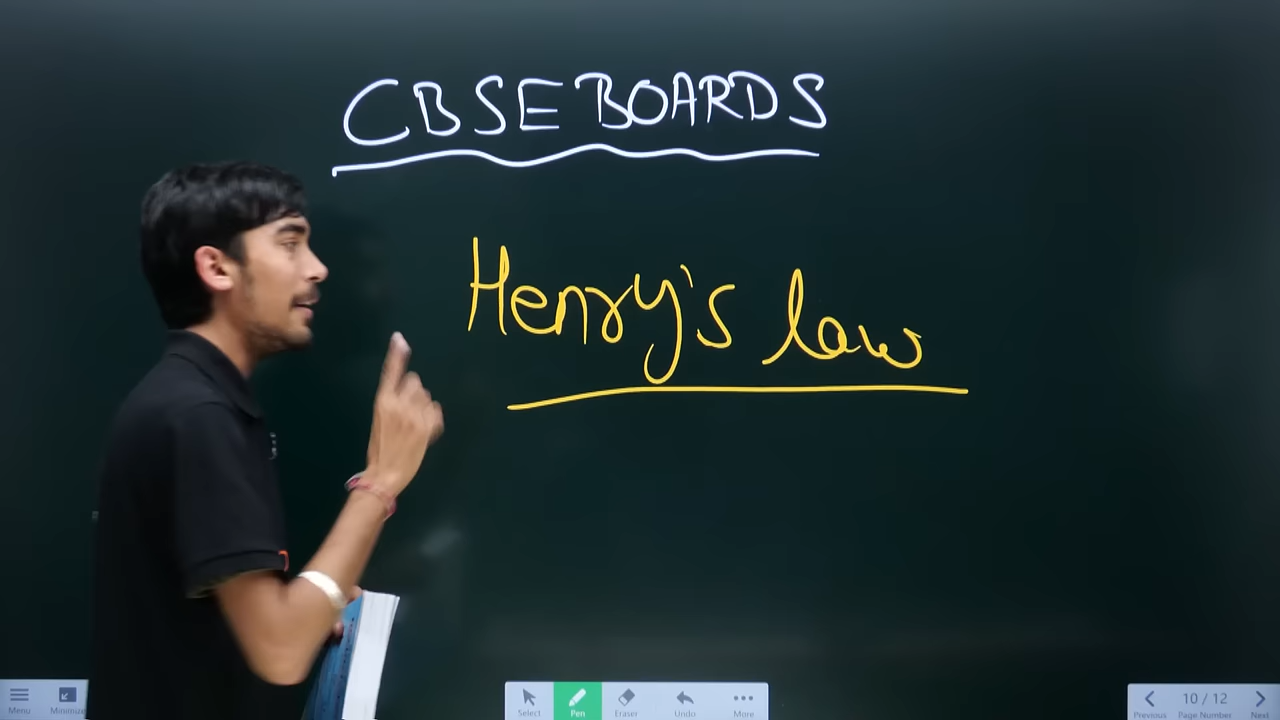 CBSE BOARDS
Henry's law
Menu
Minimize
Select
Pen
Eraser
Undo
More
Previous
10 / 12
Page Number
Next